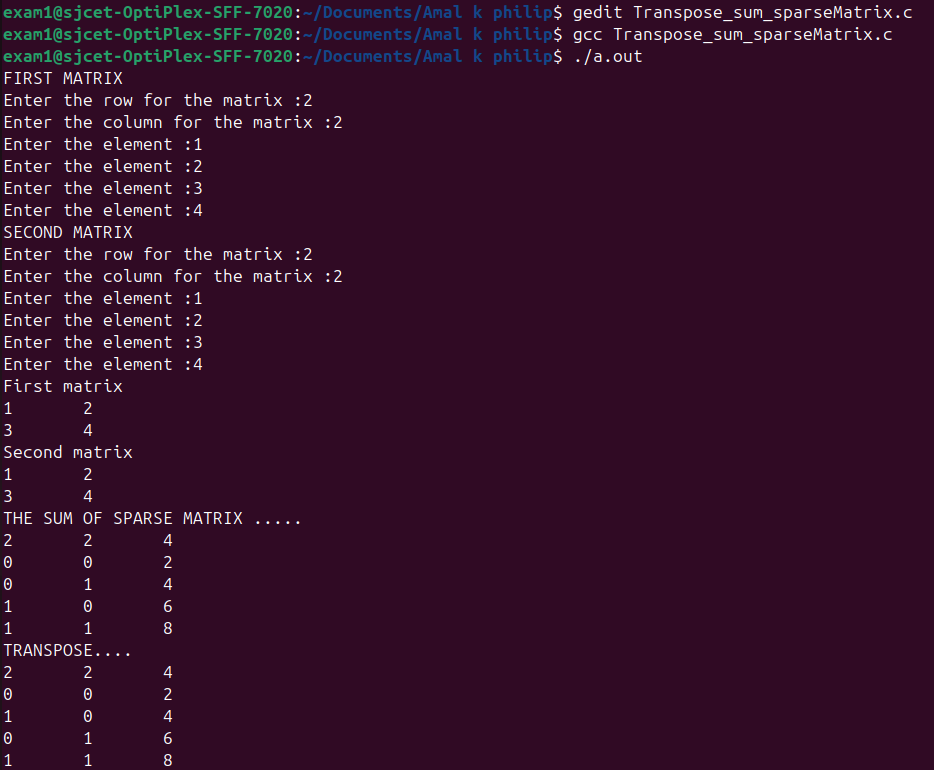 exam1@sjcet-OptiPlex-SFF-7020:~/Documents/Amal k philip$ gedit Transpose_sum_sparseMatrix.c
exam1@sjcet-OptiPlex-SFF-7020:~/Documents/Amal k philip$ gcc Transpose_sum_sparseMatrix.c
exam1@sjcet-OptiPlex-SFF-7020:~/Documents/Amal k philip$ ./a.out
FIRST MATRIX
Enter the row for the matrix :2
Enter the column for the matrix :2
Enter the element :1
Enter the element :2
Enter the element :3
Enter the element :4
SECOND MATRIX
Enter the row for the matrix :2
Enter the column for the matrix :2
Enter the element :1
Enter the element :2
Enter the element :3
Enter the element :4
First matrix
1       2
3       4
Second matrix
1       2
3       4
THE SUM OF SPARSE MATRIX .....
2       2       4
0       0       2
0       1       4
1       0       6
1       1       8
TRANSPOSE....
2       2       4
0       0       2
1       0       4
0       1       6
1       1       8